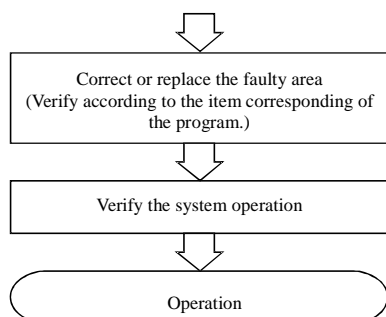 Correct or replace the faulty area
(Verify according to the item corresponding of
the program.)
Verify the system operation
Operation